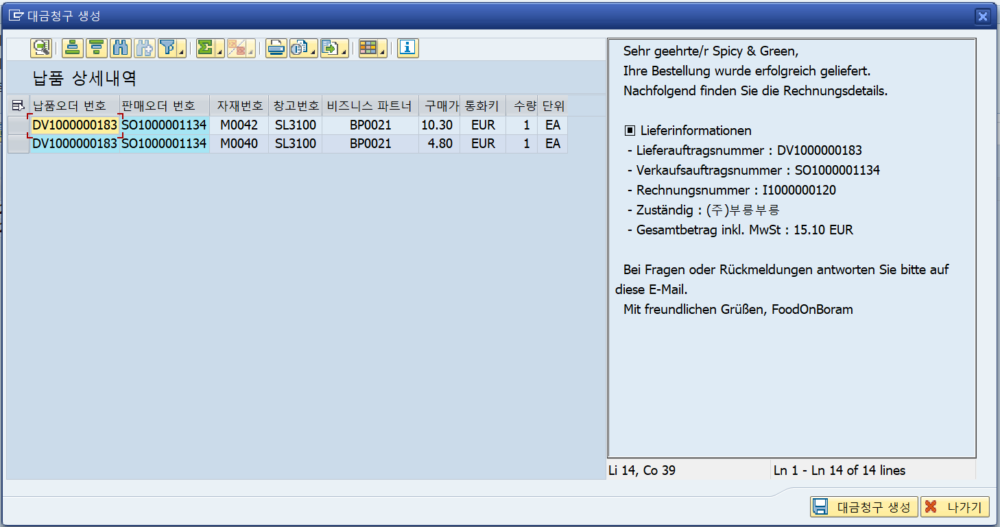 대금청구 생성
납품 상세내역
납품오더 번호 판매오더 번호 자재번호 창고번호 비즈니스 파트너 구매가 통화키 수량 단위
DV1000000183 SO1000001134 M0042 SL3100 BP0021 10.30 EUR 1 EA
DV1000000183 SO1000001134 M0040 SL3100 BP0021 4.80 EUR 1 EA
Sehr geehrte/r Spicy & Green,
Ihre Bestellung wurde erfolgreich geliefert.
Nachfolgend finden Sie die Rechnungsdetails.
▣ Lieferinformationen
- Lieferauftragsnummer : DV1000000183
- Verkaufsauftragsnummer : SO1000001134
- Rechnungsnummer : I1000000120
- Zuständig : (주)부릉부릉
- Gesamtbetrag inkl. MwSt : 15.10 EUR
Bei Fragen oder Rückmeldungen antworten Sie bitte auf
diese E-Mail.
Mit freundlichen Grüßen, FoodOnBoram
Li 14, Co 39 Ln 1 - Ln 14 of 14 lines
대금청구 생성 나가기